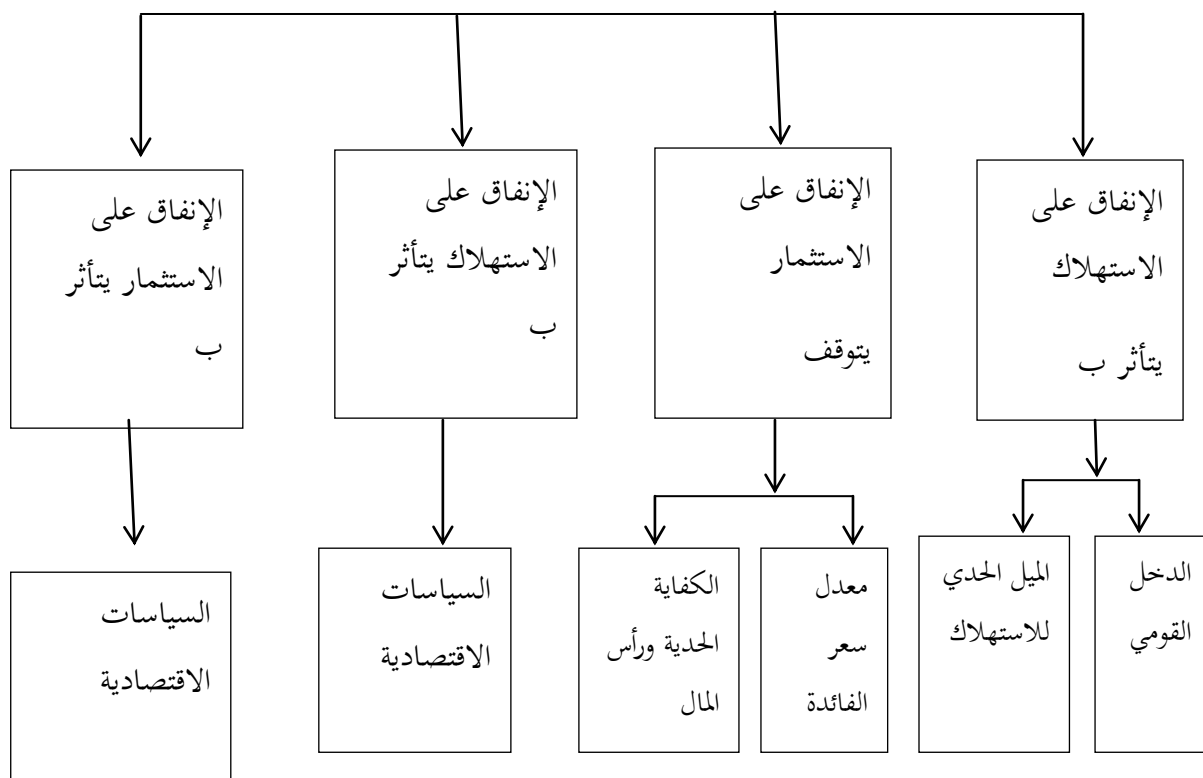 الإنفاق على
الاستهلاك
يتأثر ب
الإنفاق على
الاستثمار
يتوقف
الإنفاق على
الاستهلاك يتأثر
ب
الإنفاق على
الاستثمار يتأثر
ب
الدخل
القومي
الميل الحدي
للاستهلاك
معدل
سعر
الفائدة
الكفاية
الحدية ورأس
المال
السياسات
الاقتصادية
السياسات
الاقتصادية